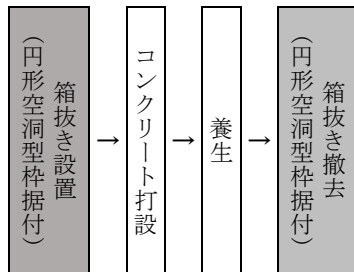 箱抜き設置
（円形空洞型枠据付）
→
コンクリート打設
→
養生
→
箱抜き撤去
（円形空洞型枠据付）